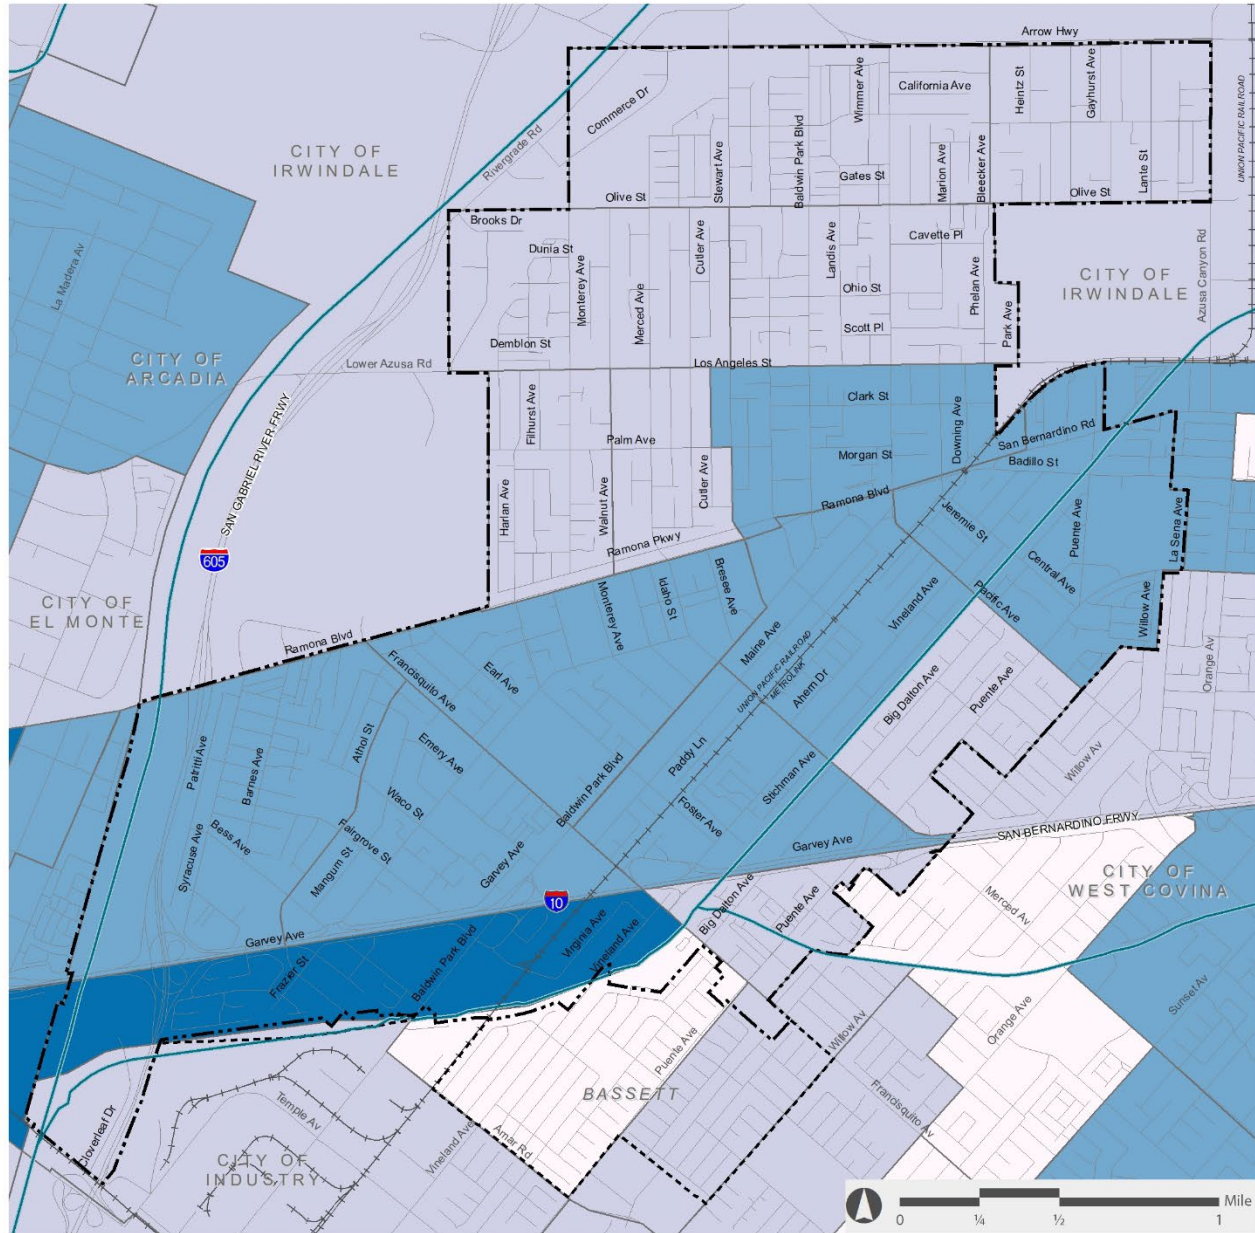 Arrow Hwy
Commerce Dr
Wimmer Ave
California Ave
Heintz St
Gayhurst Ave
UNION PACIFIC RAILROAD
CITY OF
IRWINDALE
Rivergrade Rd
Stewart Ave
Baldwin Park Blvd
Gates St
Marion Ave
Bleecker Ave
Lante St
Olive St
Olive St
Brooks Dr
Dunia St
Monterey Ave
Merced Ave
Cutler Ave
Landis Ave
Cavette Pl
Ohio St
Scott Pl
Phelan Ave
Park Ave
CITY OF
IRWINDALE
Azusa Canyon Rd
La Madera Av
CITY OF
ARCADIA
Demblon St
Lower Azusa Rd
Los Angeles St
SAN GABRIEL RIVER FRWY
605
Filhurst Ave
Harlan Ave
Palm Ave
Walnut Ave
Cutler Ave
Ramona Pkwy
Clark St
Morgan St
Downing Ave
San Bernardino Rd
Badillo St
Ramona Blvd
Jeremie St
Puente Ave
La Sena Ave
Central Ave
Willow Ave
Pacific Ave
Vineland Ave
CITY OF
EL MONTE
Ramona Blvd
Monterey Ave
Idaho St
Bresee Ave
Maine Ave
UNION PACIFIC RAILROAD
METROLINK
Ahern Dr
Francisquito Ave
Earl Ave
Big Dalton Ave
Puente Ave
Orange Av
Willow Av
Patritti Ave
Barnes Ave
Athol St
Emery Ave
Paddy Ln
Baldwin Park Blvd
Stichman Ave
Foster Ave
Waco St
Fairgrove St
Mangum St
Bess Ave
Syracuse Ave
Garvey Ave
Garvey Ave
SAN BERNARDINO FRWY
CITY OF
WEST COVINA
Merced Av
10
Garvey Ave
Virginia Ave
Vineland Ave
Big Dalton Ave
Puente Ave
Frazier St
Baldwin Park Blvd
Sunset Av
Orange Ave
Willow Av
Puente Ave
BASSETT
Francisquito Av
Amar Rd
Vineland Ave
Temple Av
Cloverleaf Dr
CITY OF
INDUSTRY
Mile
0 ¼ ½ 1